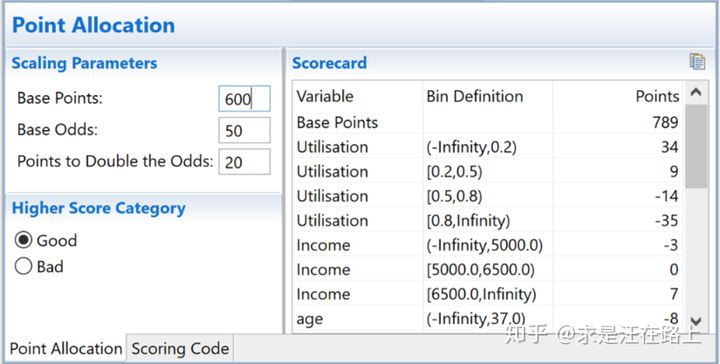 Point Allocation
Scaling Parameters
Base Points: 600
Base Odds: 50
Points to Double the Odds: 20
Higher Score Category
Good
Bad
Scorecard
Variable Bin Definition Points
Base Points 789
Utilisation (-Infinity,0.2) 34
Utilisation [0.2,0.5) 9
Utilisation [0.5,0.8) -14
Utilisation [0.8,Infinity) -35
Income (-Infinity,5000.0) -3
Income [5000.0,6500.0) 0
Income [6500.0,Infinity) 7
age (-Infinity,37,0) -8
Point Allocation Scoring Code
知乎 @求是汪在路上